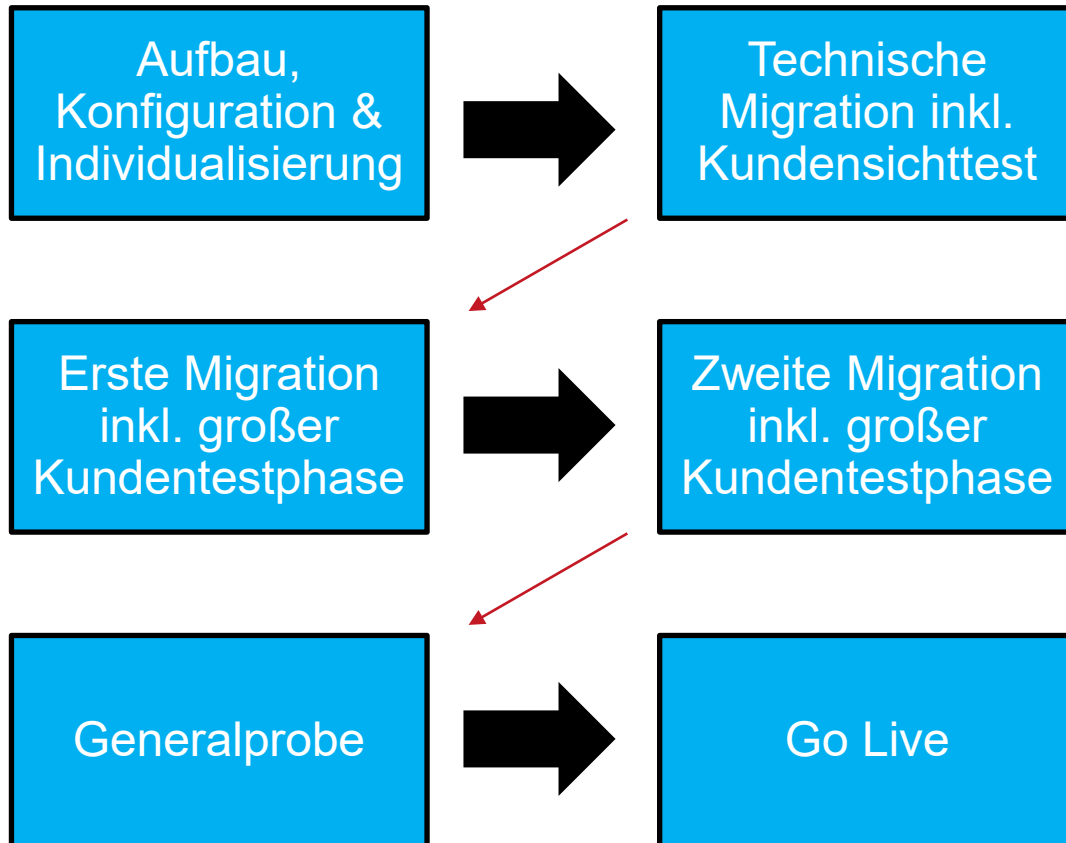 Aufbau,
Konfiguration &
Individualisierung
Technische
Migration inkl.
Kundensichttest
Erste Migration
inkl. großer
Kundentestphase
Zweite Migration
inkl. großer
Kundentestphase
Generalprobe
Go Live